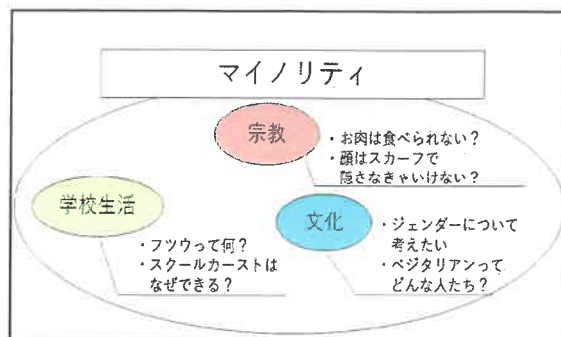 マイノリティ
宗教
・お肉は食べられない?
・顔はスカーフで
隠さなきゃいけない?
学校生活
・フツウって何?
・スクールカーストは
なぜできる?
文化
・ジェンダーについて
考えたい
・ベジタリアンって
どんな人たち?